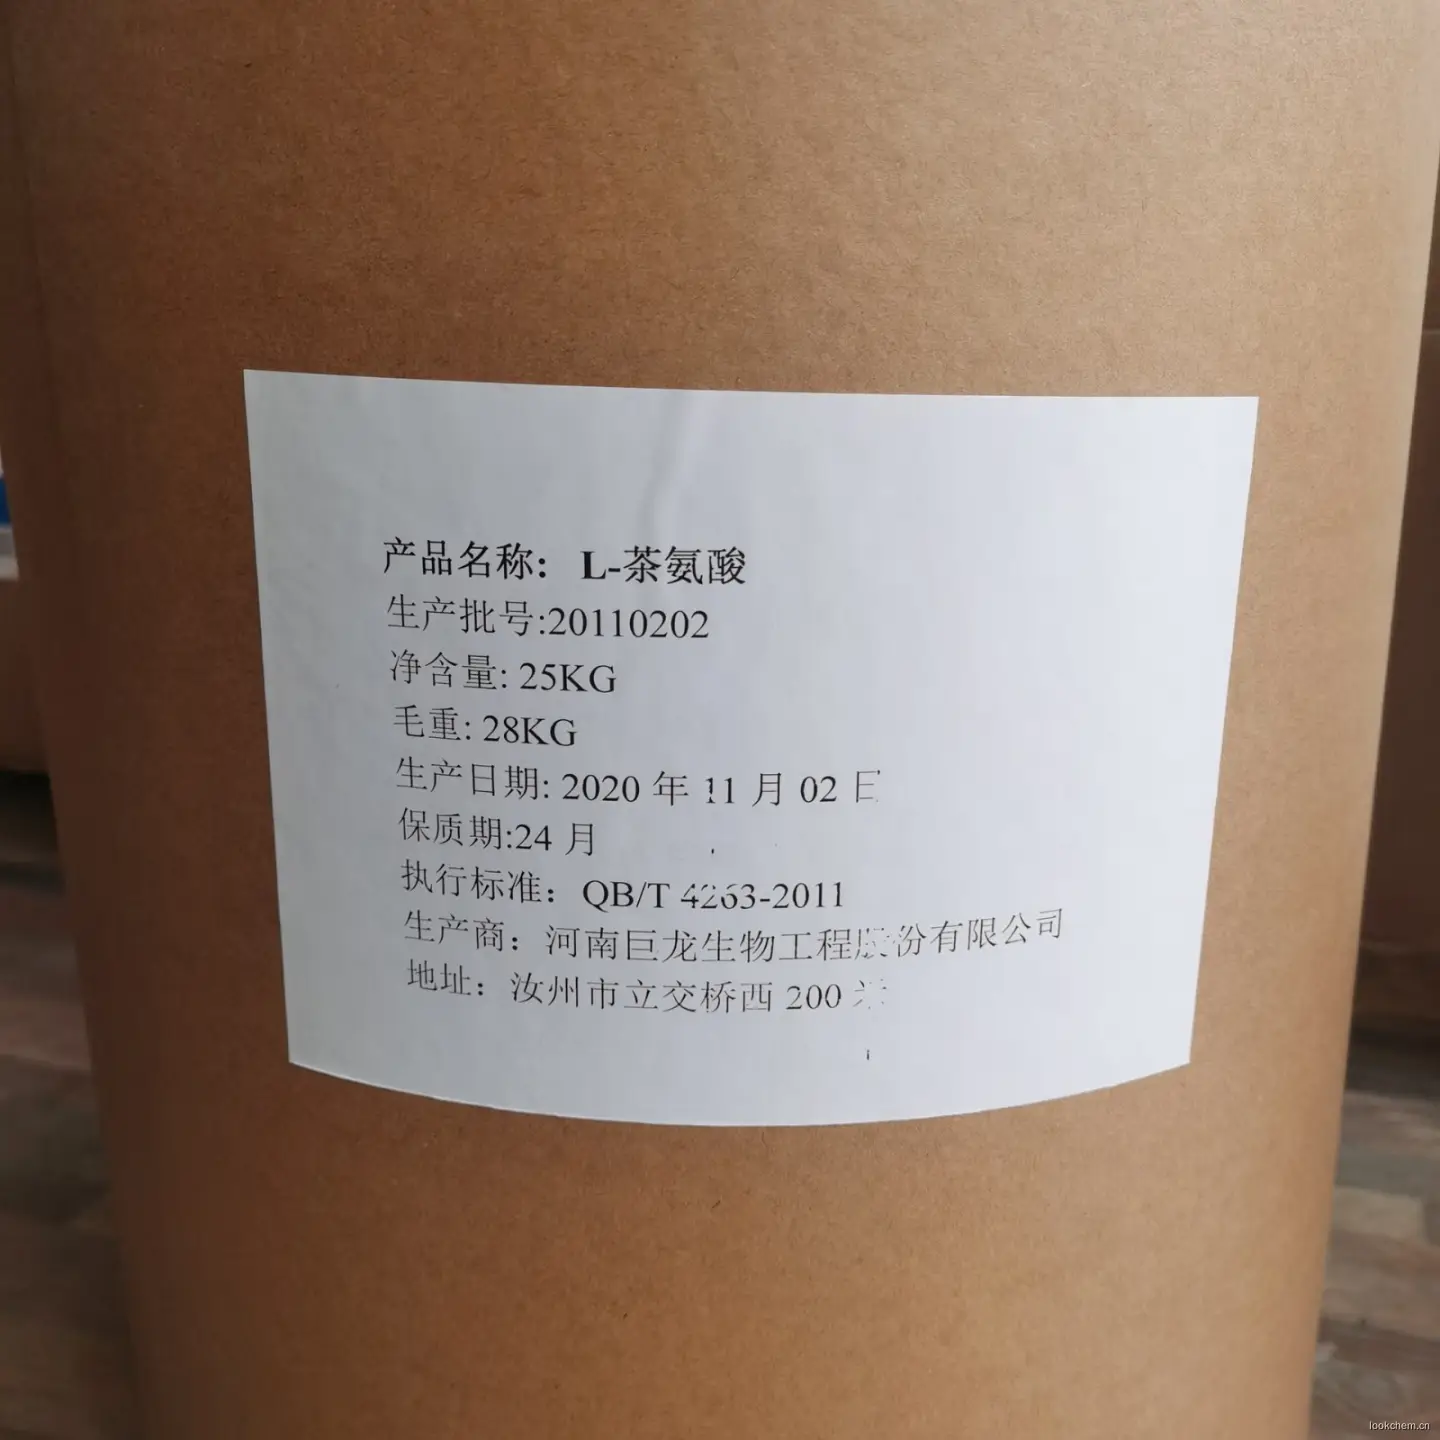 产品名称： L-茶氨酸
生产批号:20110202
净含量: 25KG
毛重: 28KG
生产日期: 2020 年 11 月 02 日
保质期:24 月
执行标准： QB/T 4263-2011
生产商： 河南巨龙生物工程股份有限公司
地址： 汝州市立交桥西 200 米
lookchem.cn